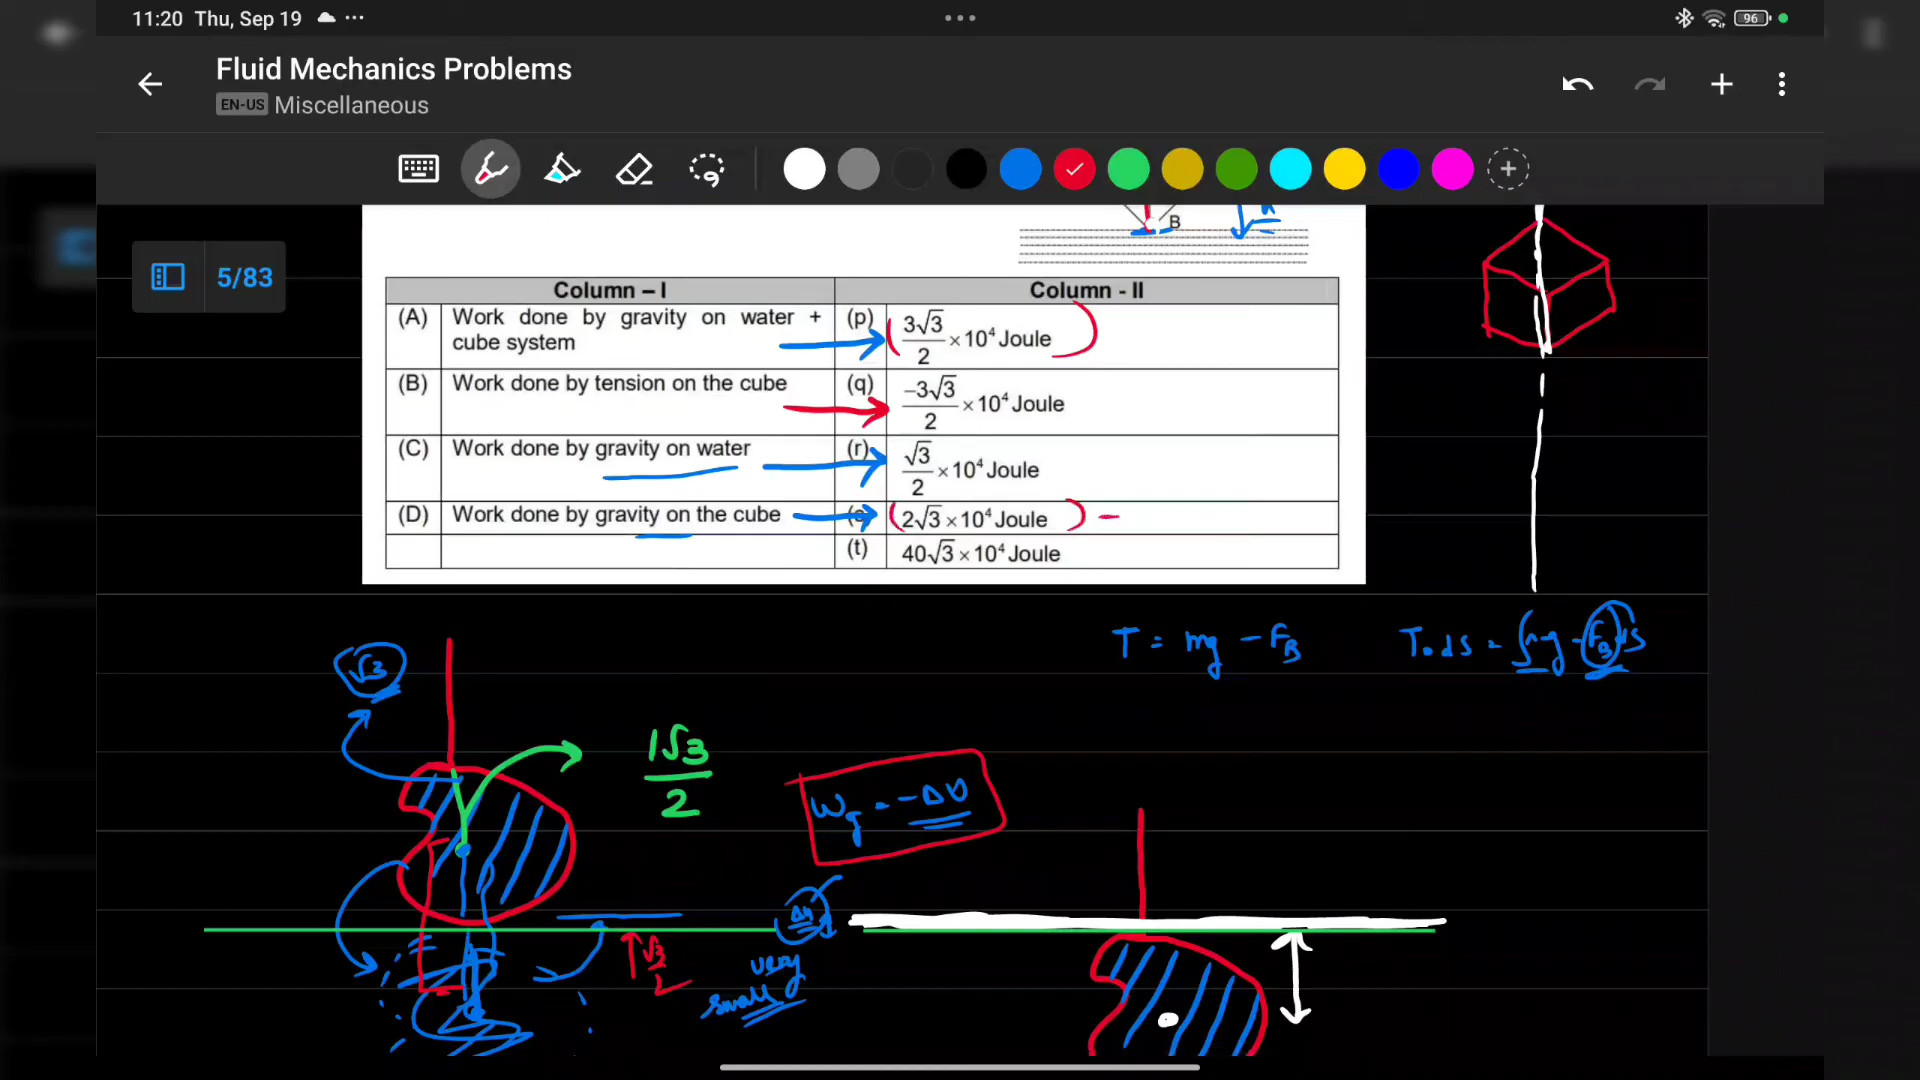 11:20 Thu, Sep 19
96
Fluid Mechanics Problems
EN-US Miscellaneous
5/83
B
Column – I Column - II
(A) Work done by gravity on water + cube system (p) 3√3/2 ×10⁴ Joule
(B) Work done by tension on the cube (q) −3√3/2 ×10⁴ Joule
(C) Work done by gravity on water (r) √3/2 ×10⁴ Joule
(D) Work done by gravity on the cube 2√3×10⁴ Joule
(t) 40√3×10⁴ Joule
T = mg − F_B T. ds = ∫mg − F_B ds
√3
1√3/2
W_g = −ΔU
√3/2
very
small